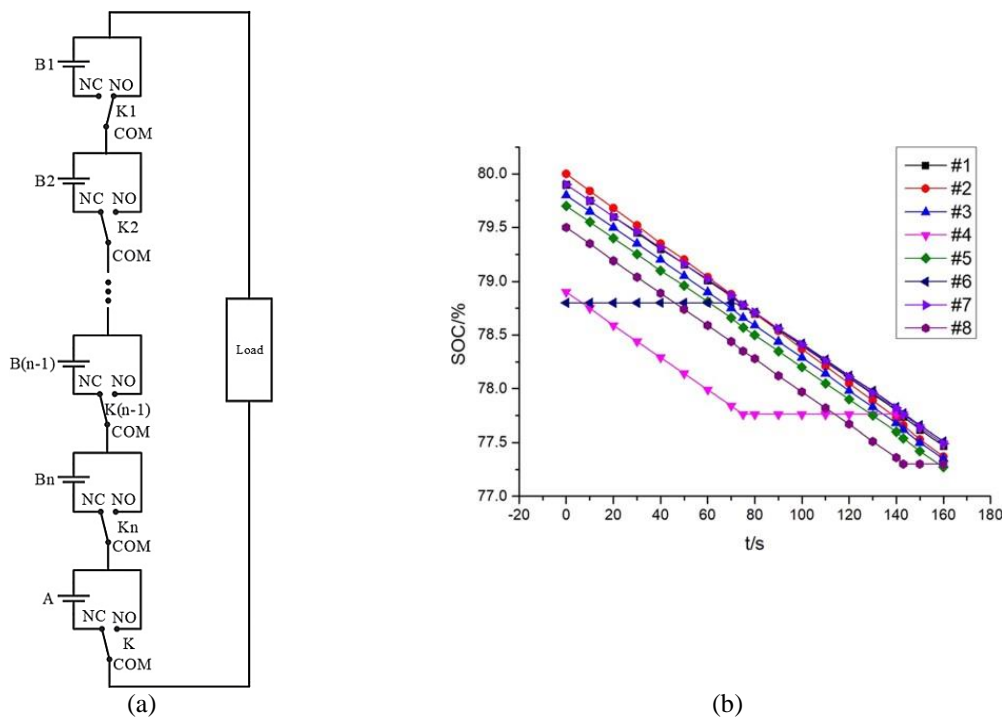 B1
NC NO
K1
COM
B2
NC NO
K2
COM
B(n-1)
NC NO
K(n-1)
COM
Bn
NC NO
Kn
COM
A
NC NO
K
COM
Load
(a)
SOC/%
80.0
79.5
79.0
78.5
78.0
77.5
77.0
-20 0 20 40 60 80 100 120 140 160 180
t/s
#1
#2
#3
#4
#5
#6
#7
#8
(b)